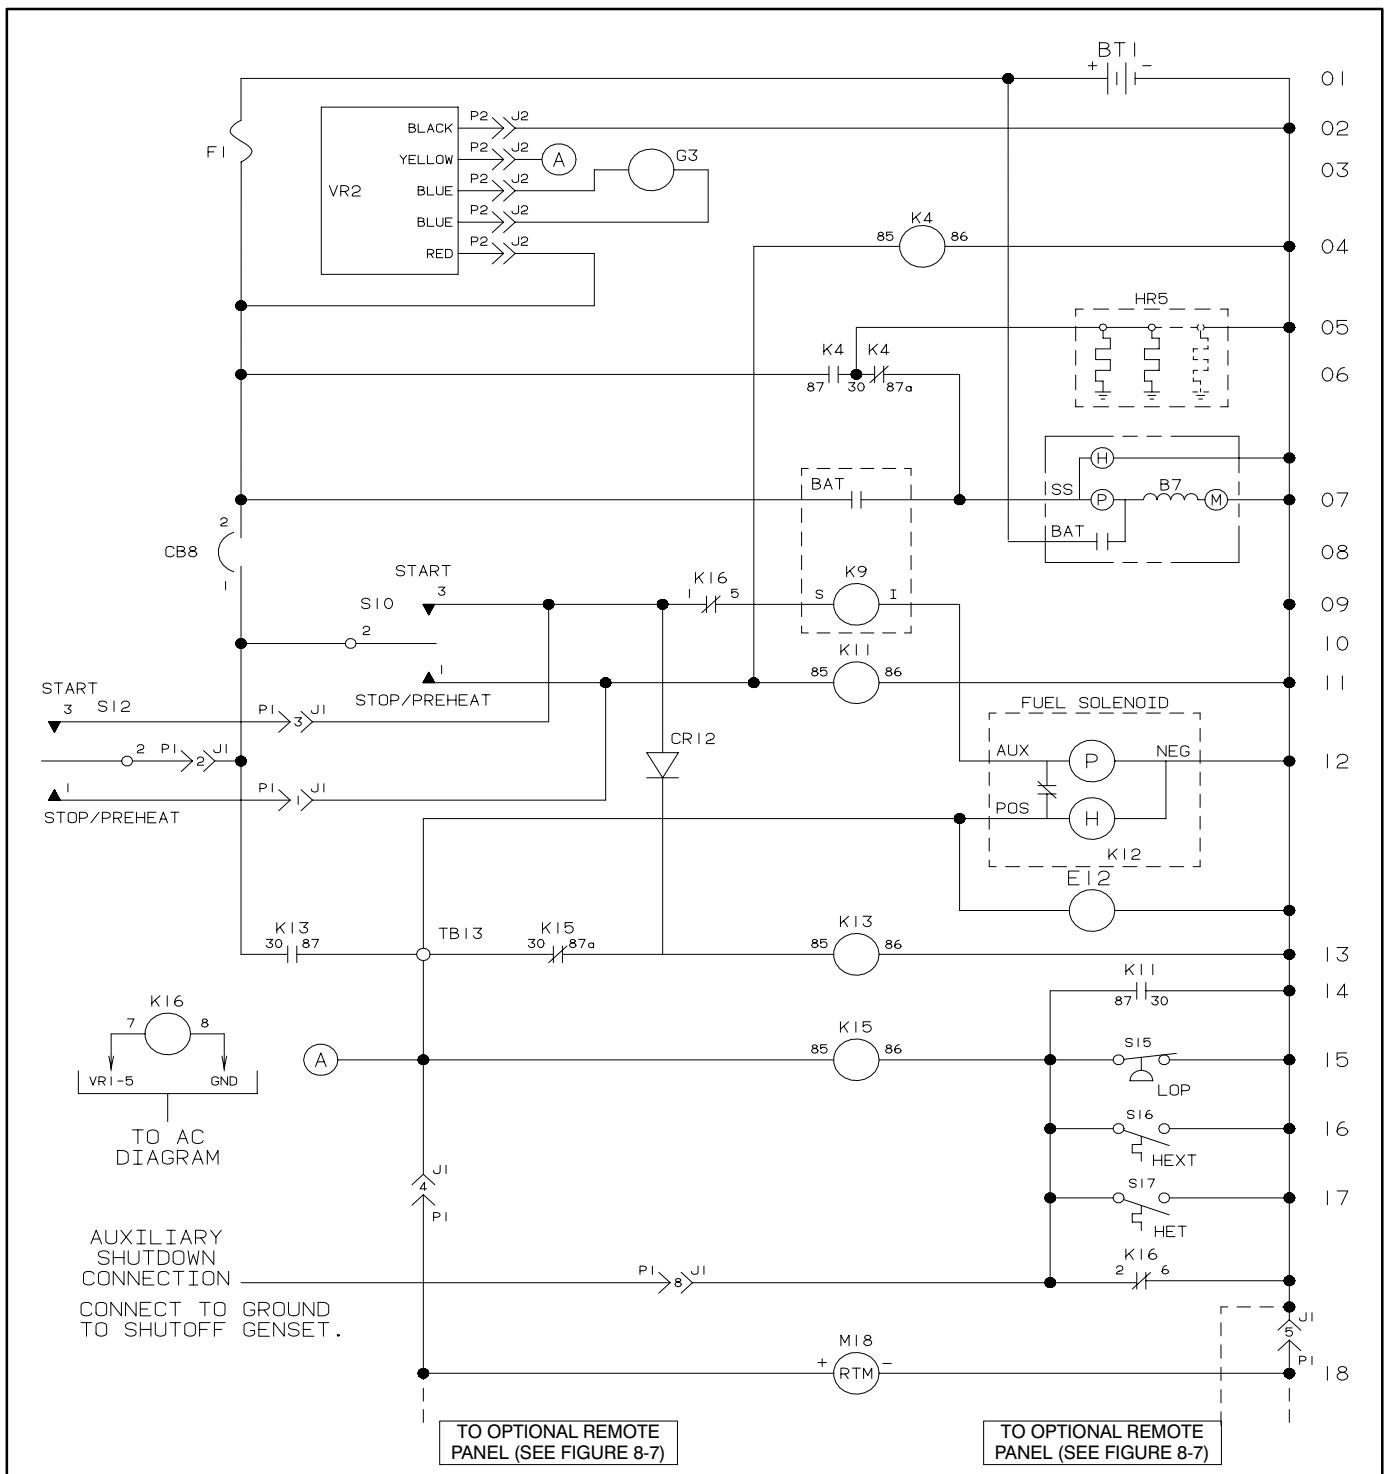 BT1
+ -
01
P2 J2
BLACK
02
F1
P2 J2
YELLOW
A
G3
03
VR2
P2 J2
BLUE
P2 J2
BLUE
K4
85 86
P2 J2
RED
04
HR5
05
K4 K4
87 30 87a
06
H
BAT
SS
P
B7
M
07
2
CB8
BAT
08
1
START
3
K16
1 5
K9
S I
09
S10
2
10
K11
1
85 86
11
START
STOP/PREHEAT
3 S12
P1 3 J1
FUEL SOLENOID
CR12
2 P1 2 J1
AUX
P
NEG
12
1
P1 1 J1
STOP/PREHEAT
POS
H
K12
E12
K13
30 87
TB13
K15
30 87a
K13
85 86
13
K11
87 30
14
K16
7 8
VR1-5 GND
A
K15
85 86
S15
LOP
15
TO AC
DIAGRAM
S16
HEXT
16
J1
4
P1
S17
HET
17
AUXILIARY
SHUTDOWN
CONNECTION
P1 8 J1
K16
2 6
CONNECT TO GROUND
TO SHUTOFF GENSET.
J1
5
P1
M18
+ RTM -
18
TO OPTIONAL REMOTE
PANEL (SEE FIGURE 8-7)
TO OPTIONAL REMOTE
PANEL (SEE FIGURE 8-7)